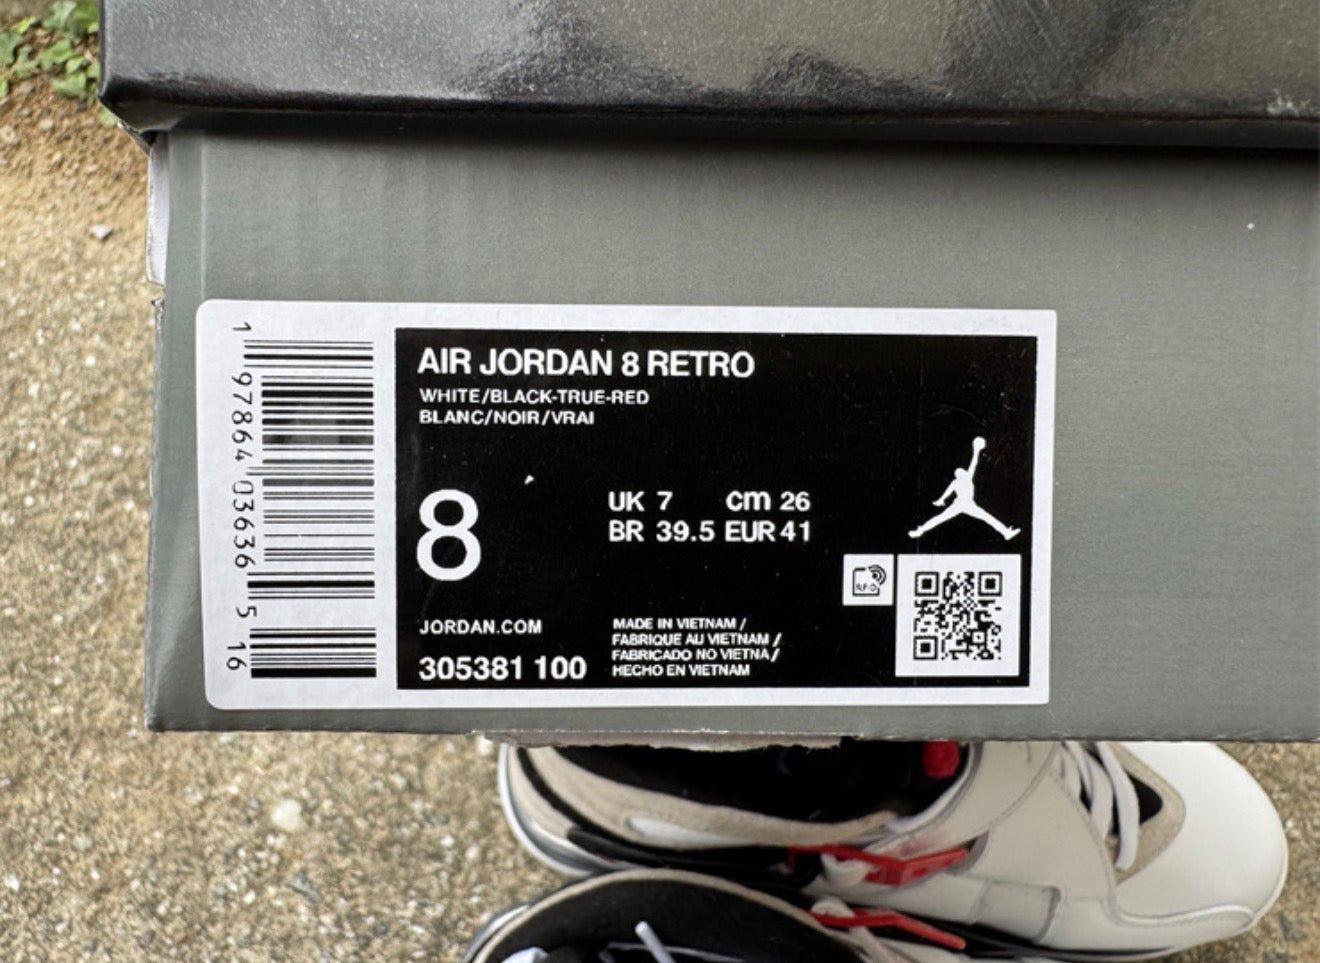 AIR JORDAN 8 RETRO
WHITE/BLACK-TRUE-RED
BLANC/NOIR/VRAI
8
UK 7 cm 26
BR 39.5 EUR 41
RFID
JORDAN.COM
305381 100
MADE IN VIETNAM /
FABRIQUE AU VIETNAM /
FABRICADO NO VIETNA/
HECHO EN VIETNAM
1 97864 03636 5 16